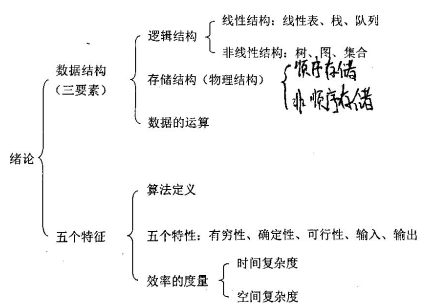 线性结构：线性表、栈、队列
逻辑结构
非线性结构：树、图、集合
数据结构
（三要素）
存储结构（物理结构）
顺序存储
非顺序存储
数据的运算
绪论
算法定义
五个特征
五个特性：有穷性、确定性、可行性、输入、输出
效率的度量
时间复杂度
空间复杂度